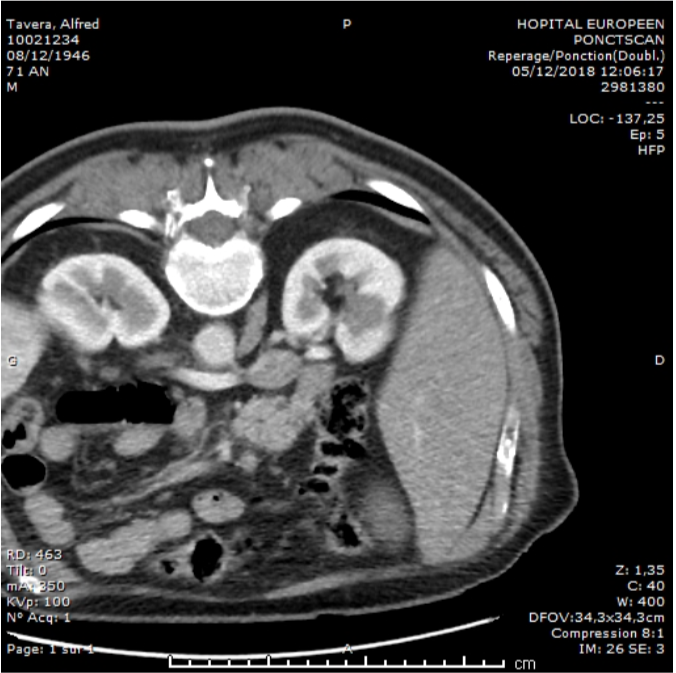 Tavera, Alfred
10021234
08/12/1946
71 AN
M
P
HOPITAL EUROPEEN
PONCTSCAN
Reperage/Ponction(Doubl.)
05/12/2018 12:06:17
2981380
---
LOC: -137,25
Ep: 5
HFP
G
D
RD: 463
Tilt: 0
mA: 350
KVp: 100
N° Acq: 1
Page: 1 sur 1
A
Z: 1,35
C: 40
W: 400
DFOV:34,3x34,3cm
Compression 8:1
IM: 26 SE: 3
cm